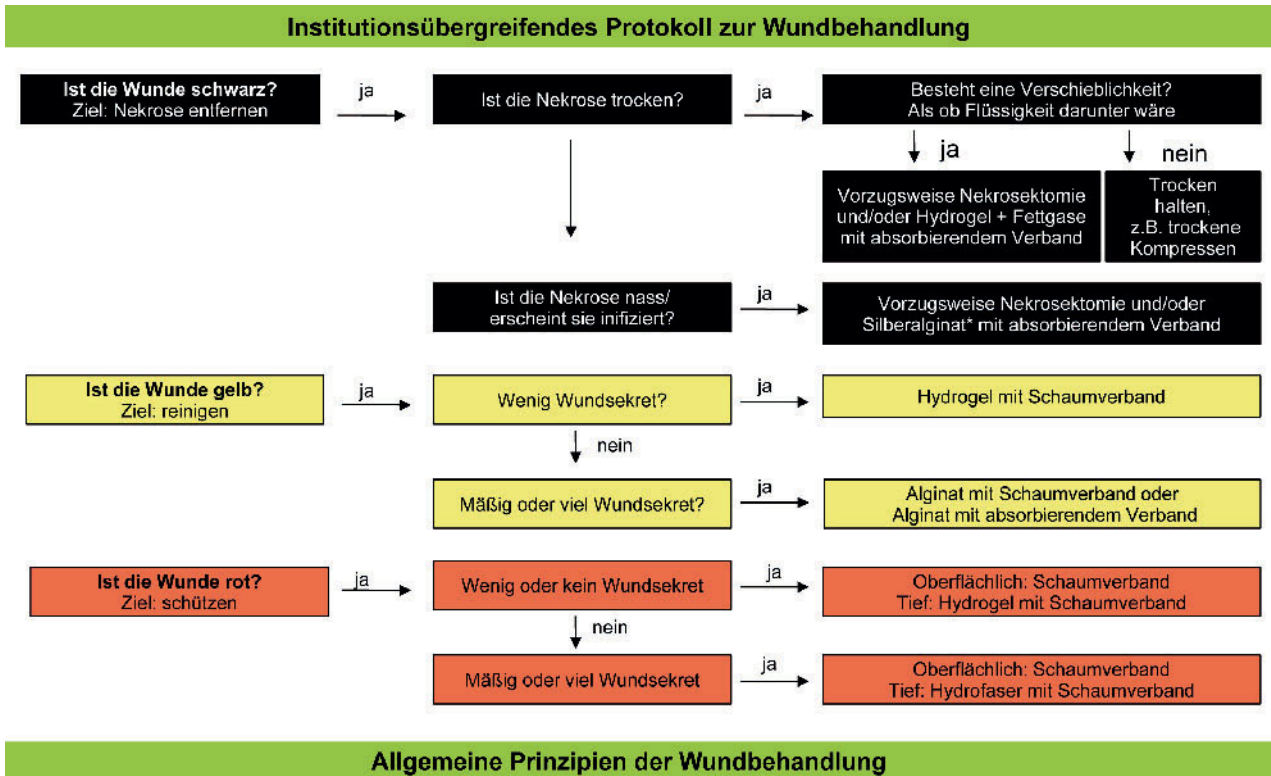 Institutionsübergreifendes Protokoll zur Wundbehandlung
Ist die Wunde schwarz?
Ziel: Nekrose entfernen
ja
Ist die Nekrose trocken?
ja
Besteht eine Verschieblichkeit?
Als ob Flüssigkeit darunter wäre
ja
nein
Vorzugsweise Nekrosektomie
und/oder Hydrogel + Fettgase
mit absorbierendem Verband
Trocken
halten,
z.B. trockene
Kompressen
Ist die Nekrose nass/
erscheint sie inifiziert?
ja
Vorzugsweise Nekrosektomie und/oder
Silberalginat* mit absorbierendem Verband
Ist die Wunde gelb?
Ziel: reinigen
ja
Wenig Wundsekret?
ja
Hydrogel mit Schaumverband
nein
Mäßig oder viel Wundsekret?
ja
Alginat mit Schaumverband oder
Alginat mit absorbierendem Verband
Ist die Wunde rot?
Ziel: schützen
ja
Wenig oder kein Wundsekret
ja
Oberflächlich: Schaumverband
Tief: Hydrogel mit Schaumverband
nein
Mäßig oder viel Wundsekret
ja
Oberflächlich: Schaumverband
Tief: Hydrofaser mit Schaumverband
Allgemeine Prinzipien der Wundbehandlung